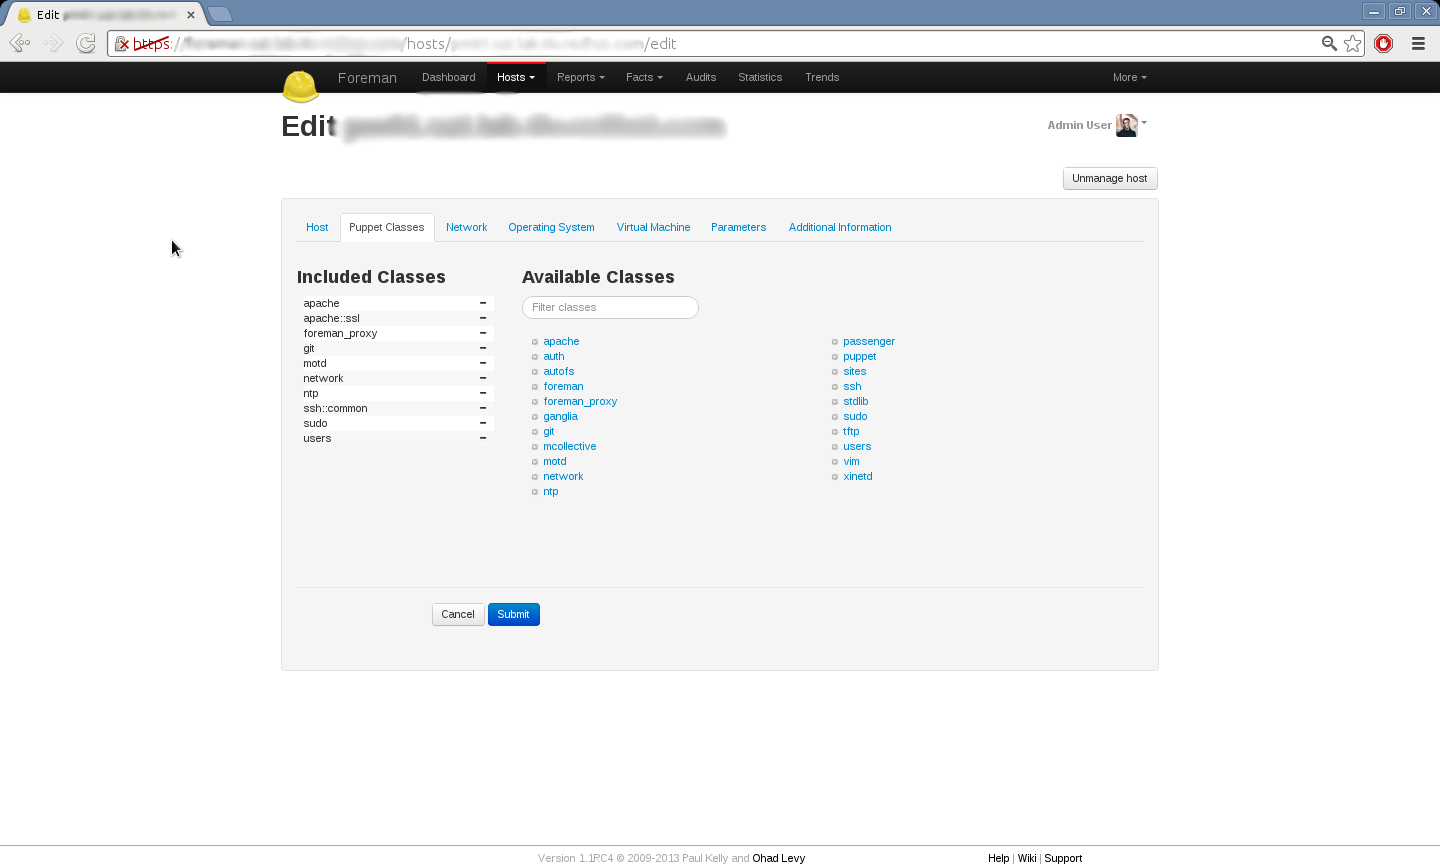 Edit
https:// /hosts/ /edit
Foreman Dashboard Hosts Reports Facts Audits Statistics Trends More
Edit
Admin User
Unmanage host
Host Puppet Classes Network Operating System Virtual Machine Parameters Additional Information
Included Classes
apache
apache::ssl
foreman_proxy
git
motd
network
ntp
ssh::common
sudo
users
Available Classes
Filter classes
apache
auth
autofs
foreman
foreman_proxy
ganglia
git
mcollective
motd
network
ntp
passenger
puppet
sites
ssh
stdlib
sudo
tftp
users
vim
xinetd
Cancel Submit
Version 1.1RC4 © 2009-2013 Paul Kelly and Ohad Levy
Help | Wiki | Support